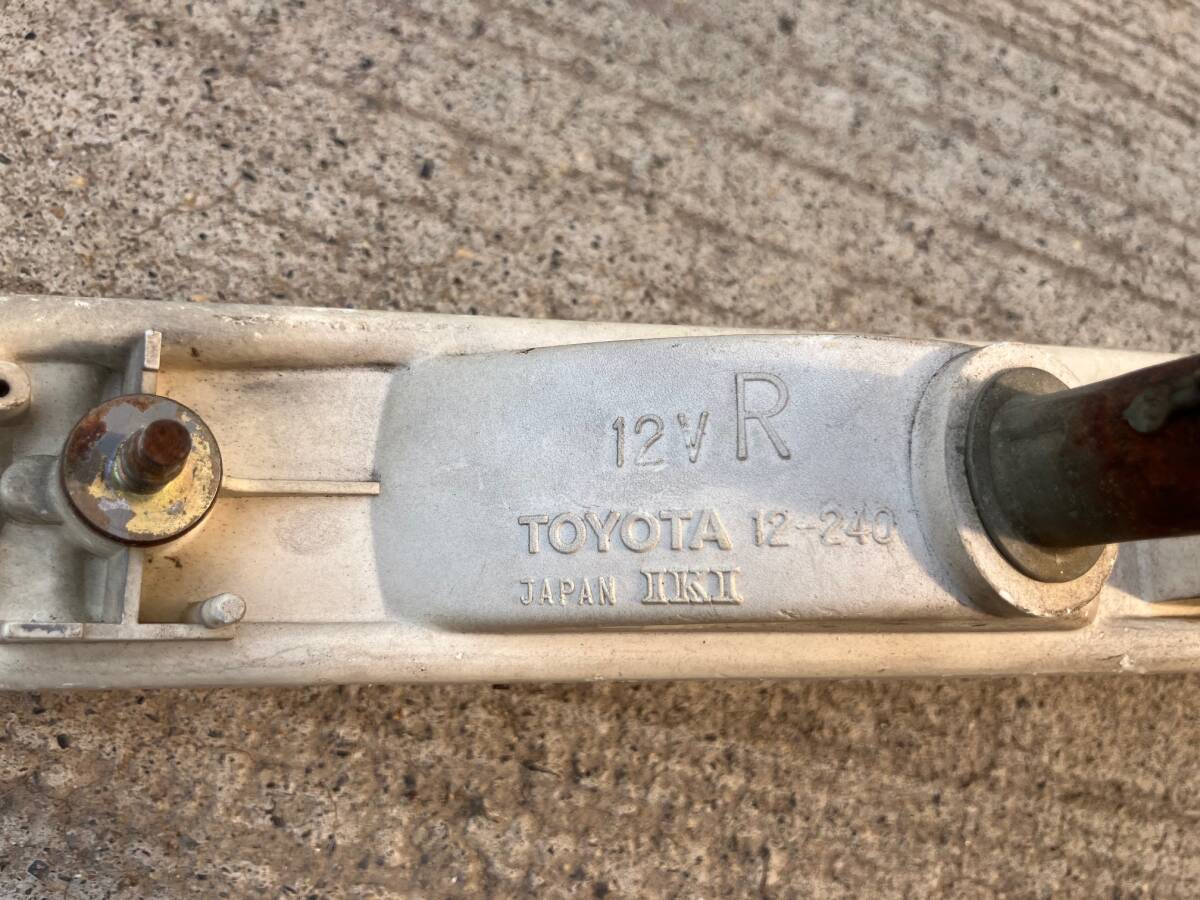 12V R
TOYOTA 12-240
JAPAN IKI